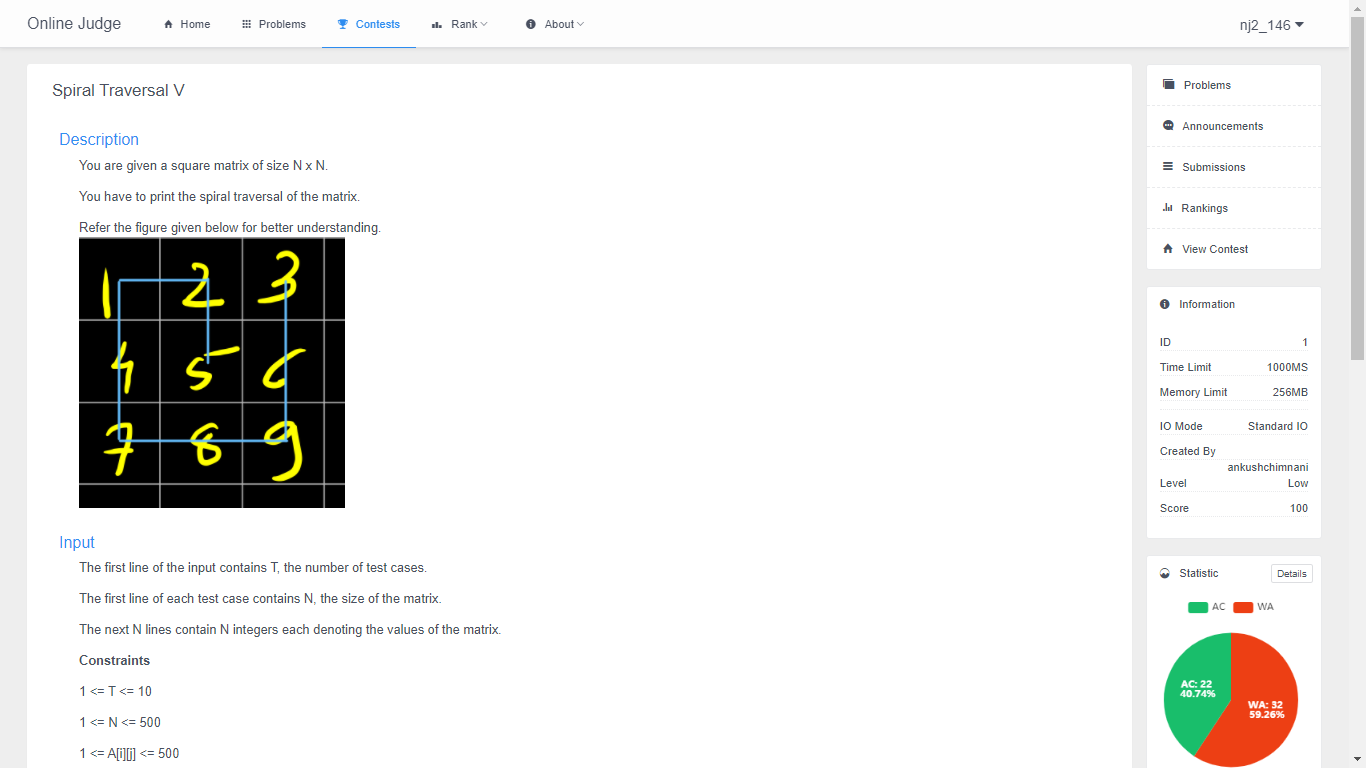 Online Judge Home Problems Contests Rank About nj2_146
Spiral Traversal V
Description
You are given a square matrix of size N x N.
You have to print the spiral traversal of the matrix.
Refer the figure given below for better understanding.
1 2 3
4 5 6
7 8 9
Input
The first line of the input contains T, the number of test cases.
The first line of each test case contains N, the size of the matrix.
The next N lines contain N integers each denoting the values of the matrix.
Constraints
1 <= T <= 10
1 <= N <= 500
1 <= A[i][j] <= 500
Problems
Announcements
Submissions
Rankings
View Contest
Information
ID 1
Time Limit 1000MS
Memory Limit 256MB
IO Mode Standard IO
Created By
ankushchimnani
Level Low
Score 100
Statistic Details
AC WA
AC: 22
40.74%
WA: 32
59.26%